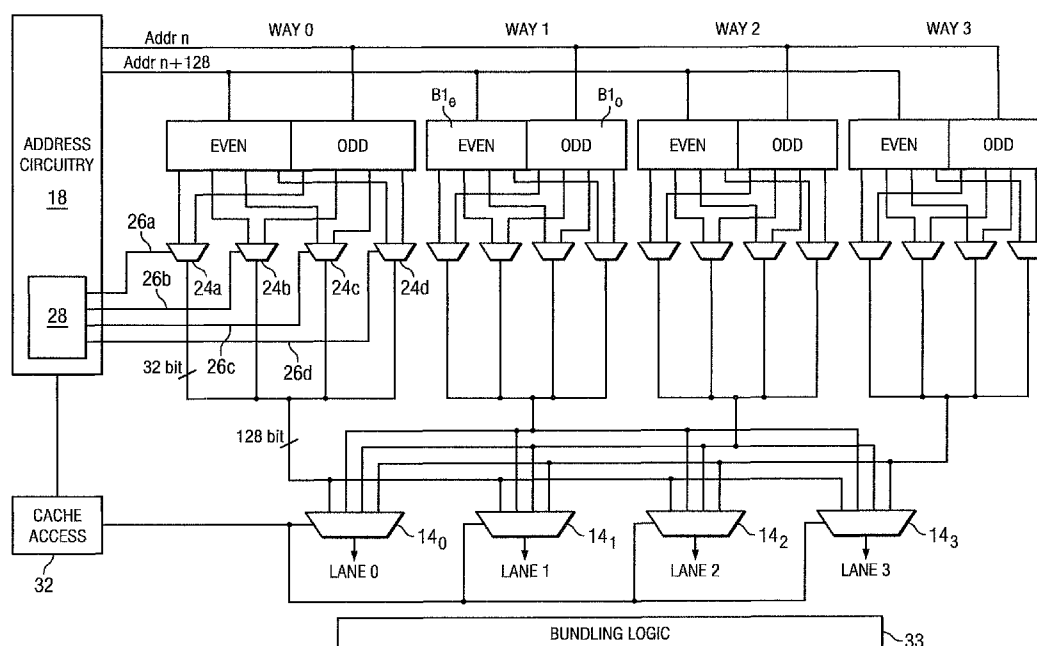 Addr n
WAY 0
WAY 1
WAY 2
WAY 3
Addr n+128
B1e
B1o
ADDRESS
CIRCUITRY
18
EVEN
ODD
EVEN
ODD
EVEN
ODD
EVEN
ODD
26a
24a
24b
24c
24d
26b
28
26c
26d
32 bit
128 bit
CACHE
ACCESS
32
14₀
14₁
14₂
14₃
LANE 0
LANE 1
LANE 2
LANE 3
BUNDLING LOGIC
33